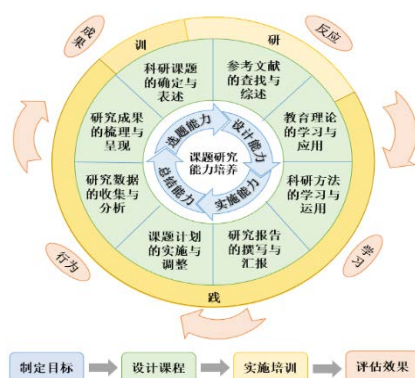 成果
训
研
反应
科研课题
的确定与
表述
参考文献
的查找与
综述
研究成果
的梳理与
呈现
教育理论
的学习与
应用
选题能力
设计能力
课题研究
能力培养
总结能力
实施能力
研究数据
的收集与
分析
科研方法
的学习与
运用
课题计划
的实施与
调整
研究报告
的撰写与
汇报
行为
学习
践
制定目标
设计课程
实施培训
评估效果